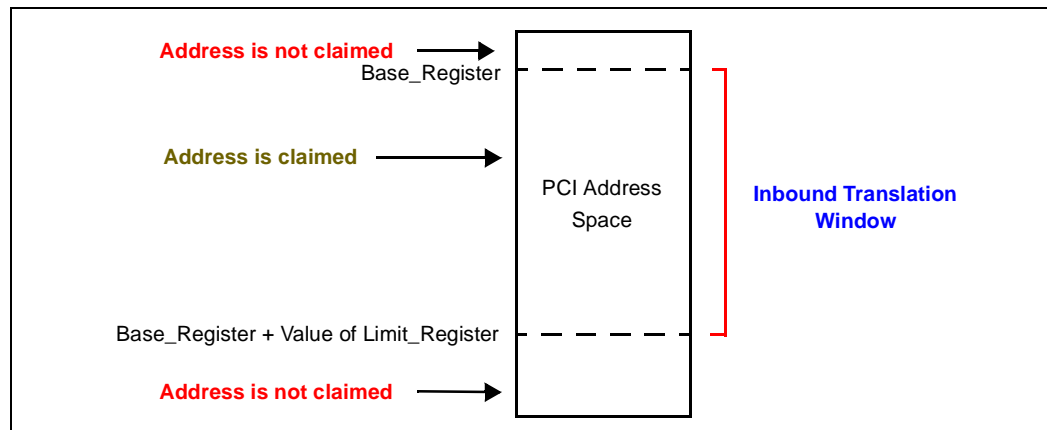 Address is not claimed
Base_Register
Address is claimed
PCI Address
Space
Inbound Translation
Window
Base_Register + Value of Limit_Register
Address is not claimed